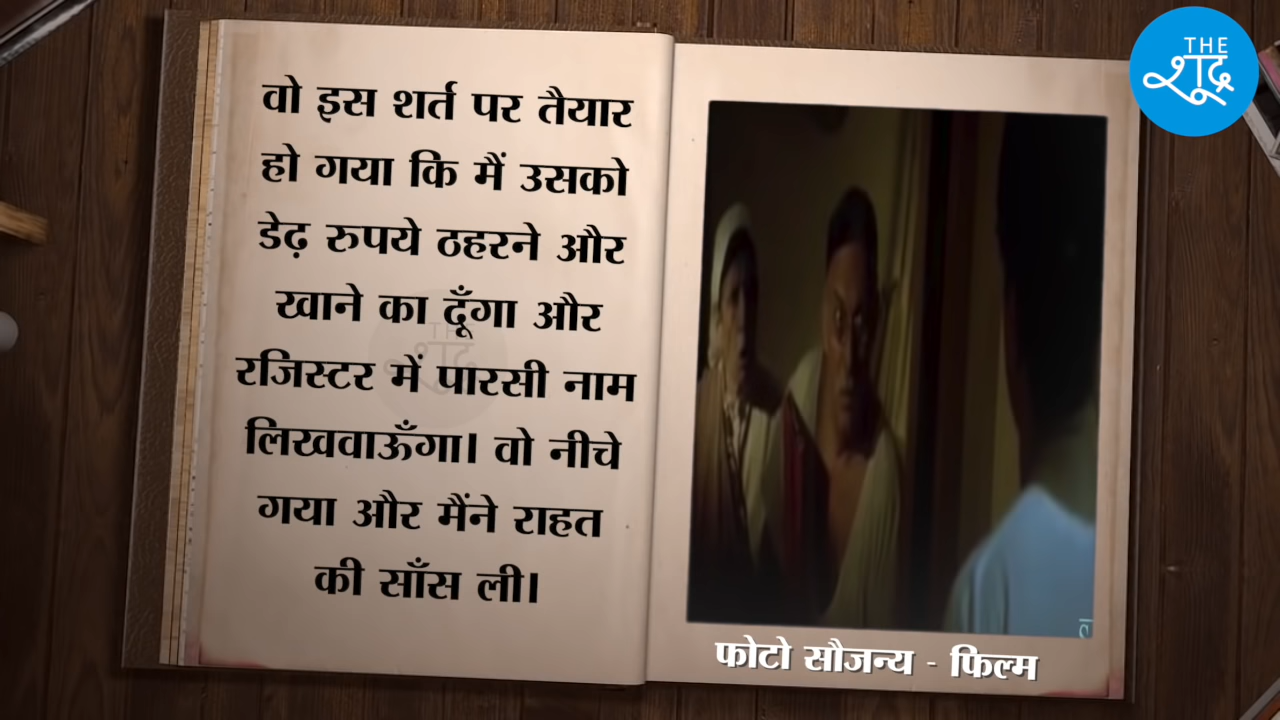 वो इस शर्त पर तैयार
हो गया कि मैं उसको
डेढ़ रुपये ठहरने और
खाने का दूँगा और
रजिस्टर में पारसी नाम
लिखवाऊँगा। वो नीचे
गया और मैंने राहत
की साँस ली।
फोटो सौजन्य - फिल्म
THE
शूद्र